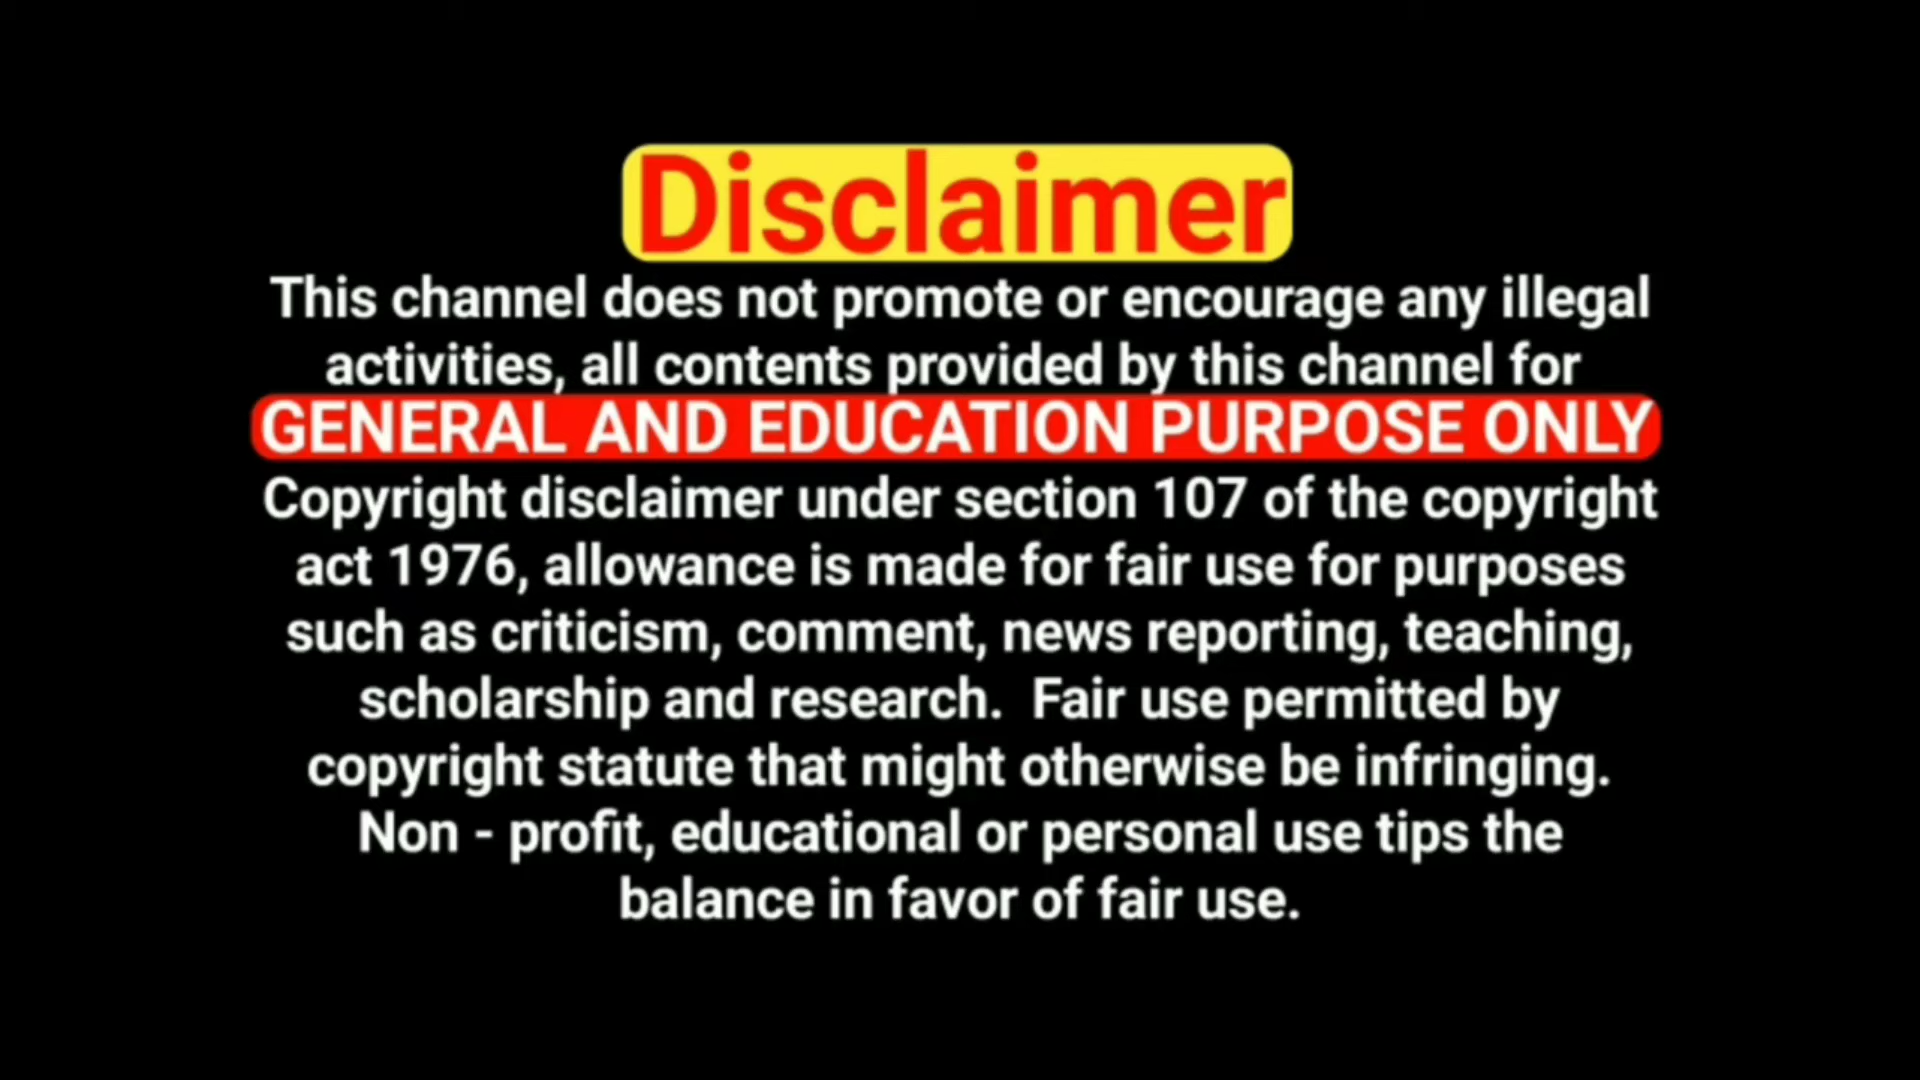 Disclaimer
This channel does not promote or encourage any illegal
activities, all contents provided by this channel for
GENERAL AND EDUCATION PURPOSE ONLY
Copyright disclaimer under section 107 of the copyright
act 1976, allowance is made for fair use for purposes
such as criticism, comment, news reporting, teaching,
scholarship and research.  Fair use permitted by
copyright statute that might otherwise be infringing.
Non - profit, educational or personal use tips the
balance in favor of fair use.